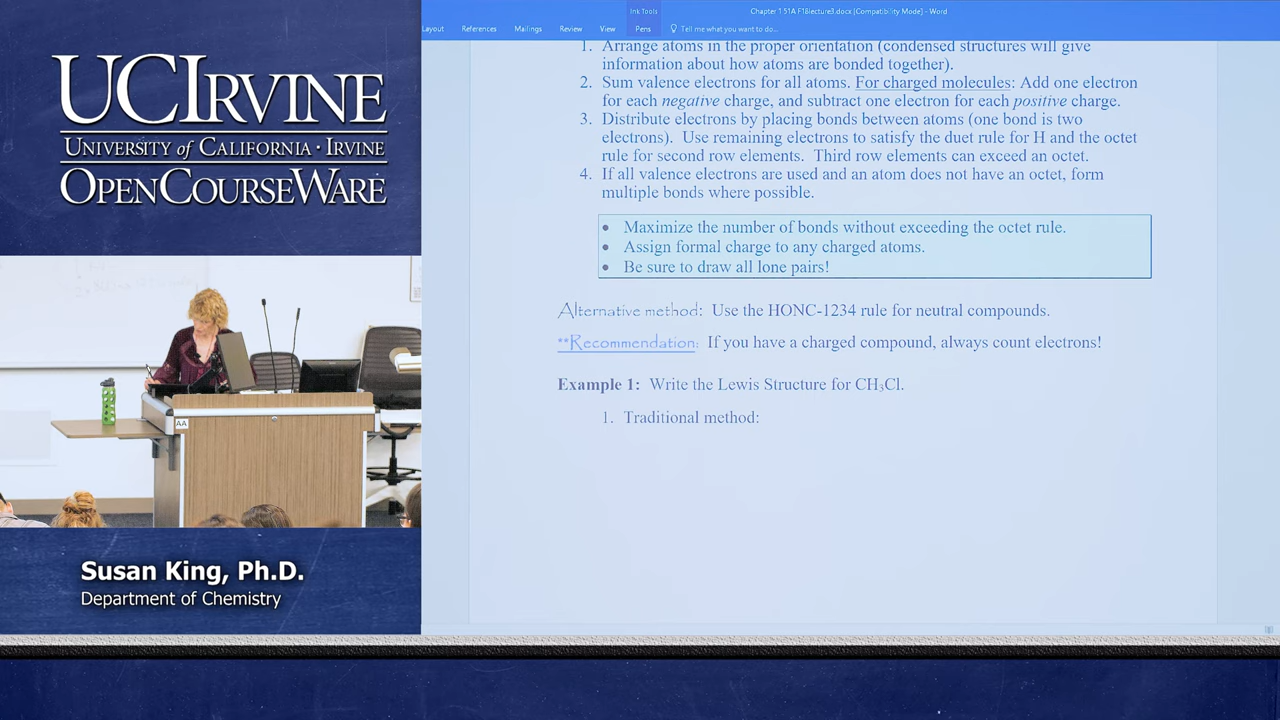 UCIRVINE
UNIVERSITY of CALIFORNIA · IRVINE
OPENCOURSEWARE
AA
Susan King, Ph.D.
Department of Chemistry
Ink Tools
Chapter 1 51A F18lecture3.docx [Compatibility Mode] - Word
Layout References Mailings Review View Pens Tell me what you want to do...
1. Arrange atoms in the proper orientation (condensed structures will give
information about how atoms are bonded together).
2. Sum valence electrons for all atoms. For charged molecules: Add one electron
for each negative charge, and subtract one electron for each positive charge.
3. Distribute electrons by placing bonds between atoms (one bond is two
electrons). Use remaining electrons to satisfy the duet rule for H and the octet
rule for second row elements. Third row elements can exceed an octet.
4. If all valence electrons are used and an atom does not have an octet, form
multiple bonds where possible.
• Maximize the number of bonds without exceeding the octet rule.
• Assign formal charge to any charged atoms.
• Be sure to draw all lone pairs!
Alternative method: Use the HONC-1234 rule for neutral compounds.
**Recommendation: If you have a charged compound, always count electrons!
Example 1: Write the Lewis Structure for CH₃Cl.
1. Traditional method: